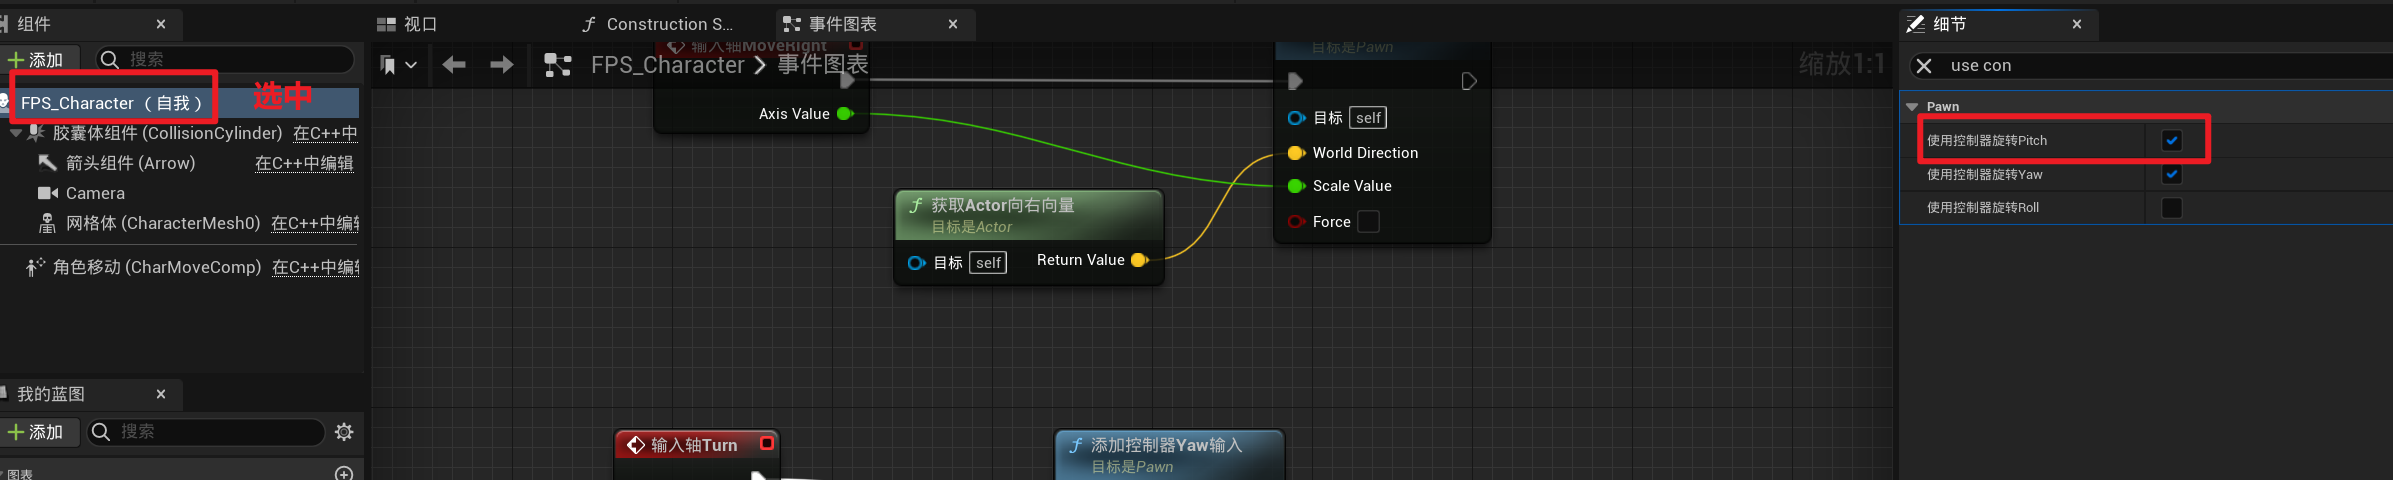 组件
添加
搜索
FPS_Character （自我）
选中
胶囊体组件 (CollisionCylinder) 在C++中
箭头组件 (Arrow) 在C++中编辑
Camera
网格体 (CharacterMesh0) 在C++中编辑
角色移动 (CharMoveComp) 在C++中编辑
我的蓝图
添加
搜索
图表
视口
Construction S...
事件图表
FPS_Character > 事件图表
缩放1:1
输入轴MoveRight
Axis Value
目标是Pawn
目标 self
World Direction
Scale Value
Force
获取Actor向右向量
目标是Actor
目标 self
Return Value
输入轴Turn
添加控制器Yaw输入
目标是Pawn
细节
use con
Pawn
使用控制器旋转Pitch
使用控制器旋转Yaw
使用控制器旋转Roll